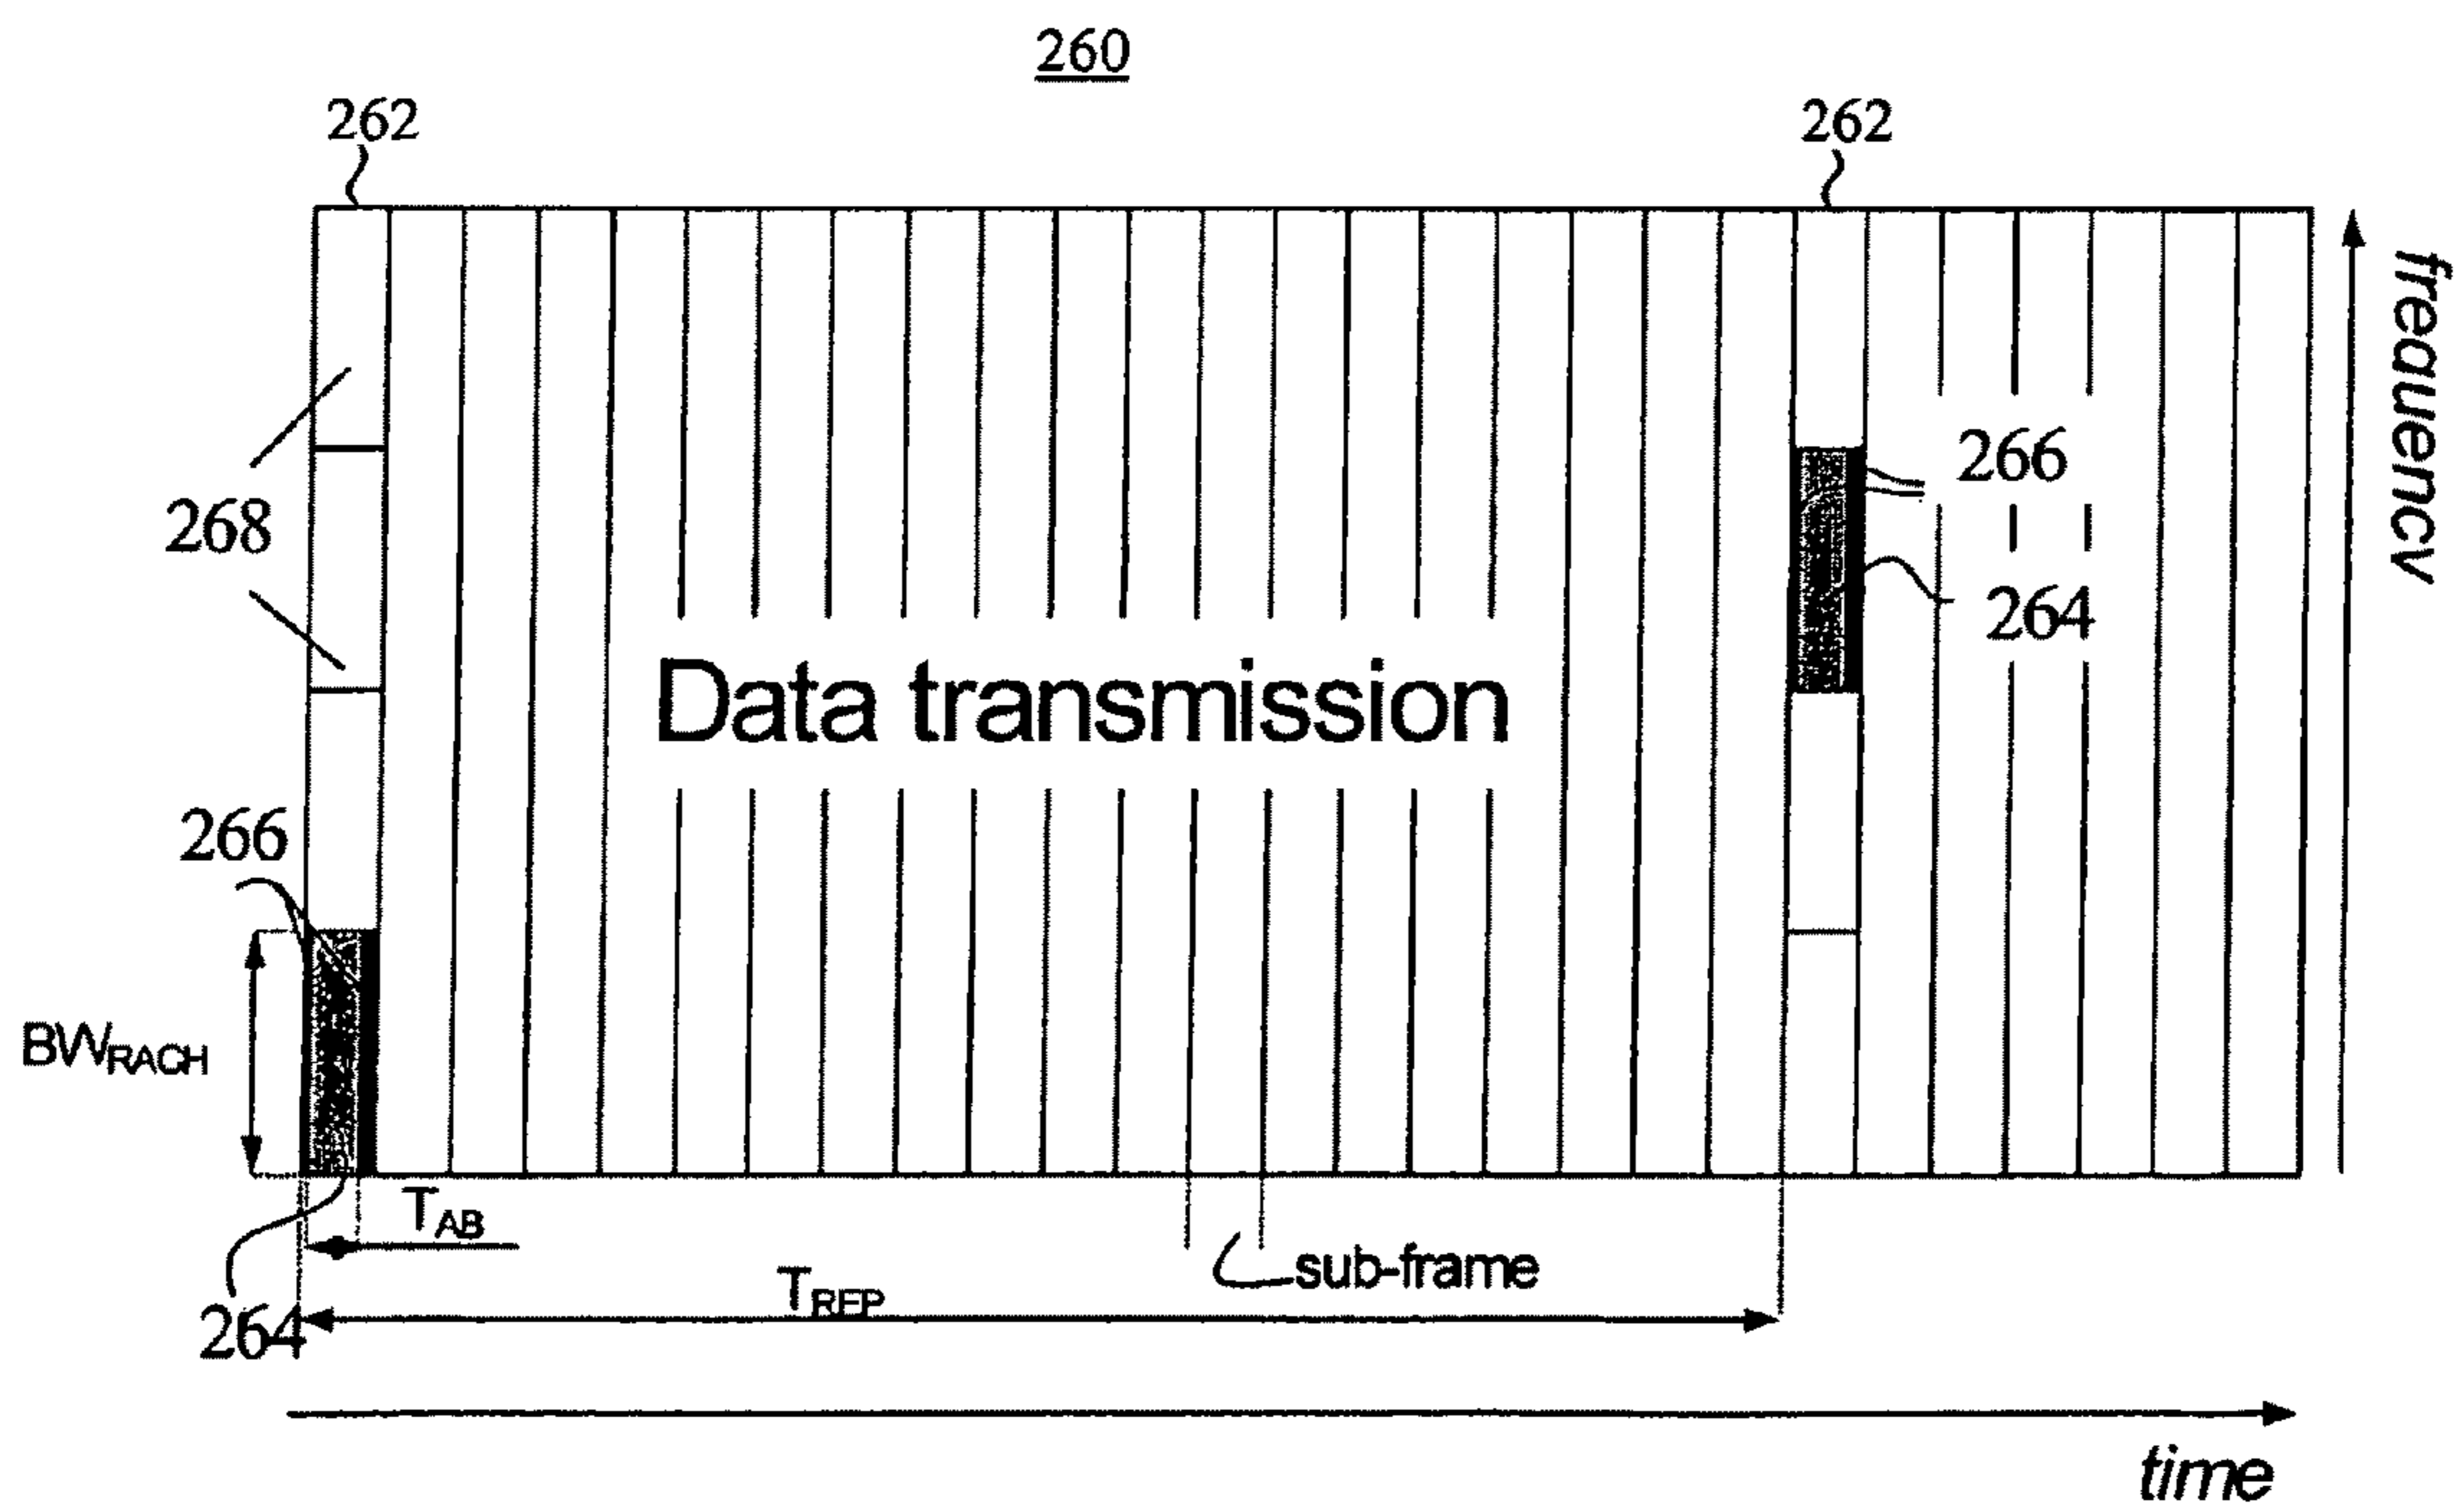 260
262
262
frequency
268
266
264
Data transmission
266
BWRACH
TAB
sub-frame
TREP
264
time